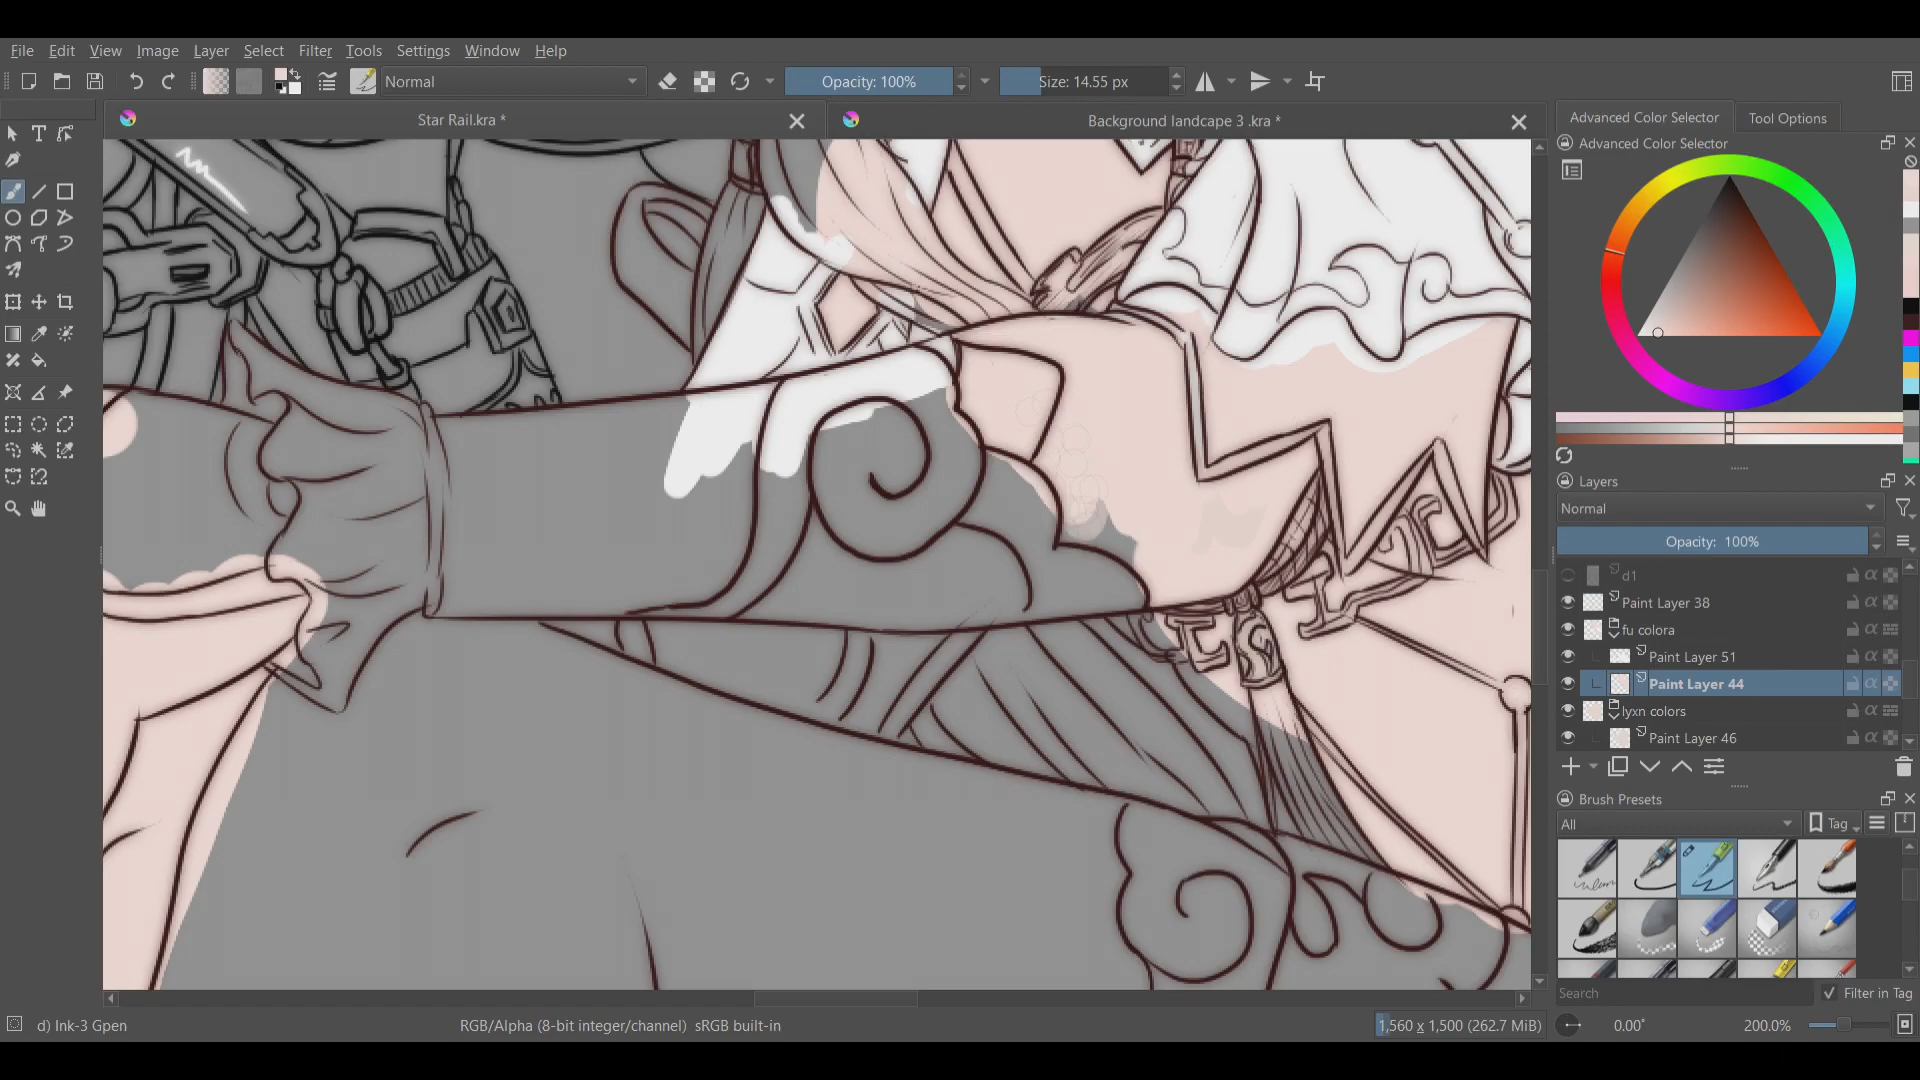 File Edit View Image Layer Select Filter Tools Settings Window Help
Normal
Opacity: 100%
Size: 14.55 px
Star Rail.kra *
Background landcape 3 .kra *
Advanced Color Selector
Tool Options
Advanced Color Selector
Layers
Normal
Opacity: 100%
d1
Paint Layer 38
fu colora
Paint Layer 51
Paint Layer 44
lyxn colors
Paint Layer 46
Brush Presets
All
Tag
Search
Filter in Tag
d) Ink-3 Gpen
RGB/Alpha (8-bit integer/channel) sRGB built-in
1,560 x 1,500 (262.7 MiB)
0.00°
200.0%